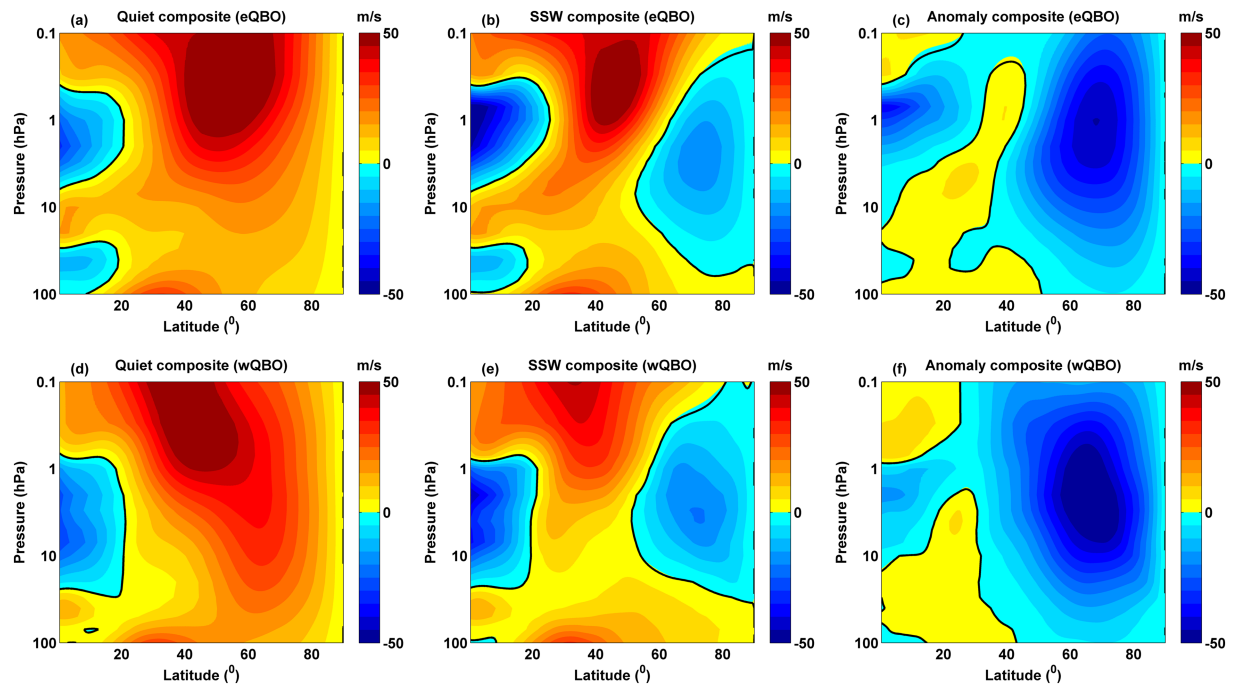 (a) Quiet composite (eQBO) m/s
0.1
1
10
100
Pressure (hPa)
20 40 60 80
Latitude (⁰)
50
0
-50
(b) SSW composite (eQBO) m/s
0.1
1
10
100
Pressure (hPa)
20 40 60 80
Latitude (⁰)
50
0
-50
(c) Anomaly composite (eQBO) m/s
0.1
1
10
100
Pressure (hPa)
20 40 60 80
Latitude (⁰)
50
0
-50
(d) Quiet composite (wQBO) m/s
0.1
1
10
100
Pressure (hPa)
20 40 60 80
Latitude (⁰)
50
0
-50
(e) SSW composite (wQBO) m/s
0.1
1
10
100
Pressure (hPa)
20 40 60 80
Latitude (⁰)
50
0
-50
(f) Anomaly composite (wQBO) m/s
0.1
1
10
100
Pressure (hPa)
20 40 60 80
Latitude (⁰)
50
0
-50